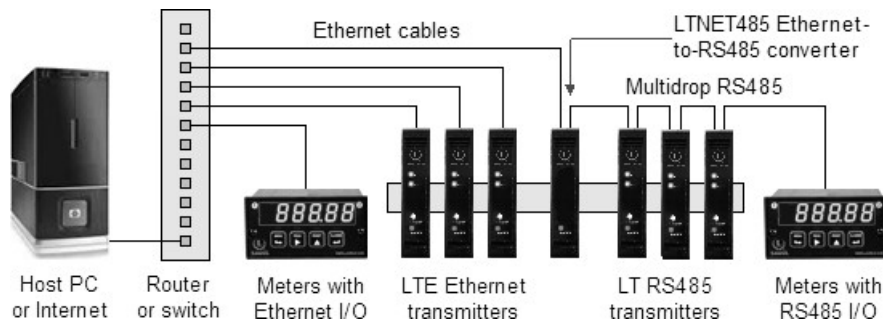 Ethernet cables
LTNET485 Ethernet-
to-RS485 converter
Multidrop RS485
888.88
888.88
Host PC
or Internet
Router
or switch
Meters with
Ethernet I/O
LTE Ethernet
transmitters
LT RS485
transmitters
Meters with
RS485 I/O